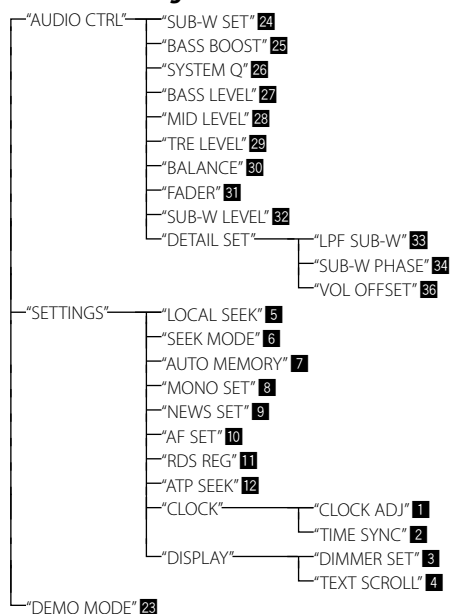 “AUDIO CTRL” “SUB-W SET” 24
“BASS BOOST” 25
“SYSTEM Q” 26
“BASS LEVEL” 27
“MID LEVEL” 28
“TRE LEVEL” 29
“BALANCE” 30
“FADER” 31
“SUB-W LEVEL” 32
“DETAIL SET” “LPF SUB-W” 33
“SUB-W PHASE” 34
“VOL OFFSET” 36
“SETTINGS” “LOCAL SEEK” 5
“SEEK MODE” 6
“AUTO MEMORY” 7
“MONO SET” 8
“NEWS SET” 9
“AF SET” 10
“RDS REG” 11
“ATP SEEK” 12
“CLOCK” “CLOCK ADJ” 1
“TIME SYNC” 2
“DISPLAY” “DIMMER SET” 3
“TEXT SCROLL” 4
“DEMO MODE” 23